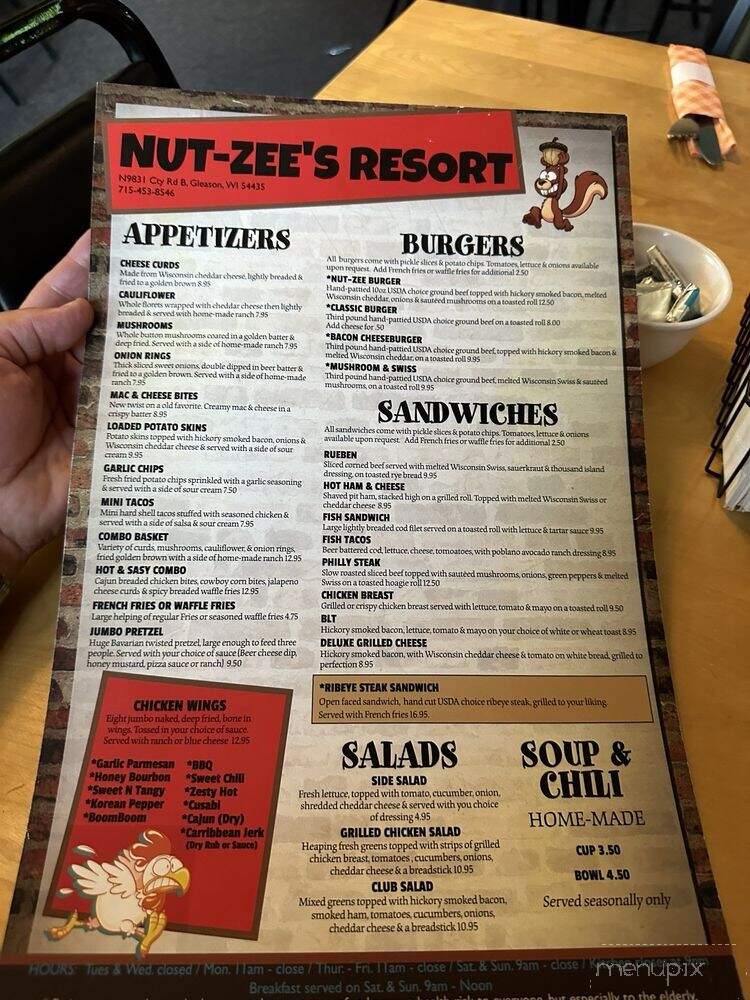 NUT-ZEE'S RESORT
N9831 Cty Rd B, Gleason, WI 54435
715-453-8546
APPETIZERS
CHEESE CURDS
Made from Wisconsin cheddar cheese, lightly breaded &
fried to a golden brown 8.95
CAULIFLOWER
Whole florets wrapped with cheddar cheese then lightly
breaded & served with home-made ranch 7.95
MUSHROOMS
Whole button mushrooms coated in a golden batter &
deep fried. Served with a side of home-made ranch 7.95
ONION RINGS
Thick sliced sweet onions, double dipped in beer batter &
fried to a golden brown. Served with a side of home-made
ranch 7.95
MAC & CHEESE BITES
New twist on a old favorite. Creamy mac & cheese in a
crispy batter 8.95
LOADED POTATO SKINS
Potato skins topped with hickory smoked bacon, onions &
Wisconsin cheddar cheese & served with side of sour
cream 9.95
GARLIC CHIPS
Fresh fried potato chips sprinkled with a garlic seasoning
& served with a side of sour cream 7.50
MINI TACOS
Mini hard shell tacos stuffed with seasoned chicken &
served with a side of salsa & sour cream 7.95
COMBO BASKET
Variety of curds, mushrooms, cauliflower, & onion rings,
fried golden brown with a side of home-made ranch 12.95
HOT & SASY COMBO
Cajun breaded chicken bites, cowboy corn bites, jalapeno
cheese curds & spicy breaded waffle fries 12.95
FRENCH FRIES OR WAFFLE FRIES
Large helping of regular Fries or seasoned waffle fries 4.75
JUMBO PRETZEL
Huge Bavarian twisted pretzel, large enough to feed three
people. Served with your choice of sauce (Beer cheese dip,
honey mustard, pizza sauce or ranch) 9.50
CHICKEN WINGS
Eight jumbo naked, deep fried, bone in
wings. Tossed in your choice of sauce.
Served with ranch or blue cheese 12.95
*Garlic Parmesan
*Honey Bourbon
*Sweet N Tangy
*Korean Pepper
*BoomBoom
*BBQ
*Sweet Chili
*Zesty Hot
*Cusabi
*Cajun (Dry)
*Carribbean Jerk
(Dry Rub or Sauce)
BURGERS
All burgers come with pickle slices & potato chips. Tomatoes, lettuce & onions available
upon request. Add French fries or waffle fries for additional 2.50
*NUT-ZEE BURGER
Hand-pattied 10oz USDA choice ground beef topped with hickory smoked bacon, melted
Wisconsin cheddar, onions & sautéed mushrooms on a toasted roll 12.50
*CLASSIC BURGER
Third pound hand-pattied USDA choice ground beef on a toasted roll 8.00
Add cheese for .50
*BACON CHEESEBURGER
Third pound hand-pattied USDA choice ground beef, topped with hickory smoked bacon &
melted Wisconsin cheddar, on a toasted roll 9.95
*MUSHROOM & SWISS
Third pound hand-pattied USDA choice ground beef, melted Wisconsin Swiss & sautéed
mushrooms, on a toasted roll 9.95
SANDWICHES
All sandwiches come with pickle slices & potato chips. Tomatoes, lettuce & onions
available upon request. Add French fries or waffle fries for additional 2.50
RUEBEN
Sliced corned beef served with melted Wisconsin Swiss, sauerkraut & thousand island
dressing, on toasted rye bread 9.95
HOT HAM & CHEESE
Shaved pit ham, stacked high on a grilled roll. Topped with melted Wisconsin Swiss or
cheddar cheese 8.95
FISH SANDWICH
Large lightly breaded cod filet served on a toasted roll with lettuce & tartar sauce 9.95
FISH TACOS
Beer battered cod, lettuce, cheese, tomoatoes, with poblano avocado ranch dressing 8.95
PHILLY STEAK
Slow roasted sliced beef topped with sautéed mushrooms, onions, green peppers & melted
Swiss on a toasted hoagie roll 12.50
CHICKEN BREAST
Grilled or crispy chicken breast served with lettuce, tomato & mayo on a toasted roll 9.50
BLT
Hickory smoked bacon, lettuce, tomato & mayo on your choice of white or wheat toast 8.95
DELUXE GRILLED CHEESE
Hickory smoked bacon, with Wisconsin cheddar cheese & tomato on white bread, grilled to
perfection 8.95
*RIBEYE STEAK SANDWICH
Open faced sandwich, hand cut USDA choice ribeye steak, grilled to your liking.
Served with French fries 16.95.
SALADS
SIDE SALAD
Fresh lettuce, topped with tomato, cucumber, onion,
shredded cheddar cheese & served with you choice
of dressing 4.95
GRILLED CHICKEN SALAD
Heaping fresh greens topped with strips of grilled
chicken breast, tomatoes, cucumbers, onions,
cheddar cheese & a breadstick 10.95
CLUB SALAD
Mixed greens topped with hickory smoked bacon,
smoked ham, tomatoes, cucumbers, onions,
cheddar cheese & a breadstick 10.95
SOUP &
CHILI
HOME-MADE
CUP 3.50
BOWL 4.50
Served seasonally only
HOURS: Tues & Wed. closed / Mon. 11am - close / Thur. - Fri. 11am - close / Sat. & Sun. 9am - close /
Breakfast served on Sat. & Sun. 9am - Noon
menupix